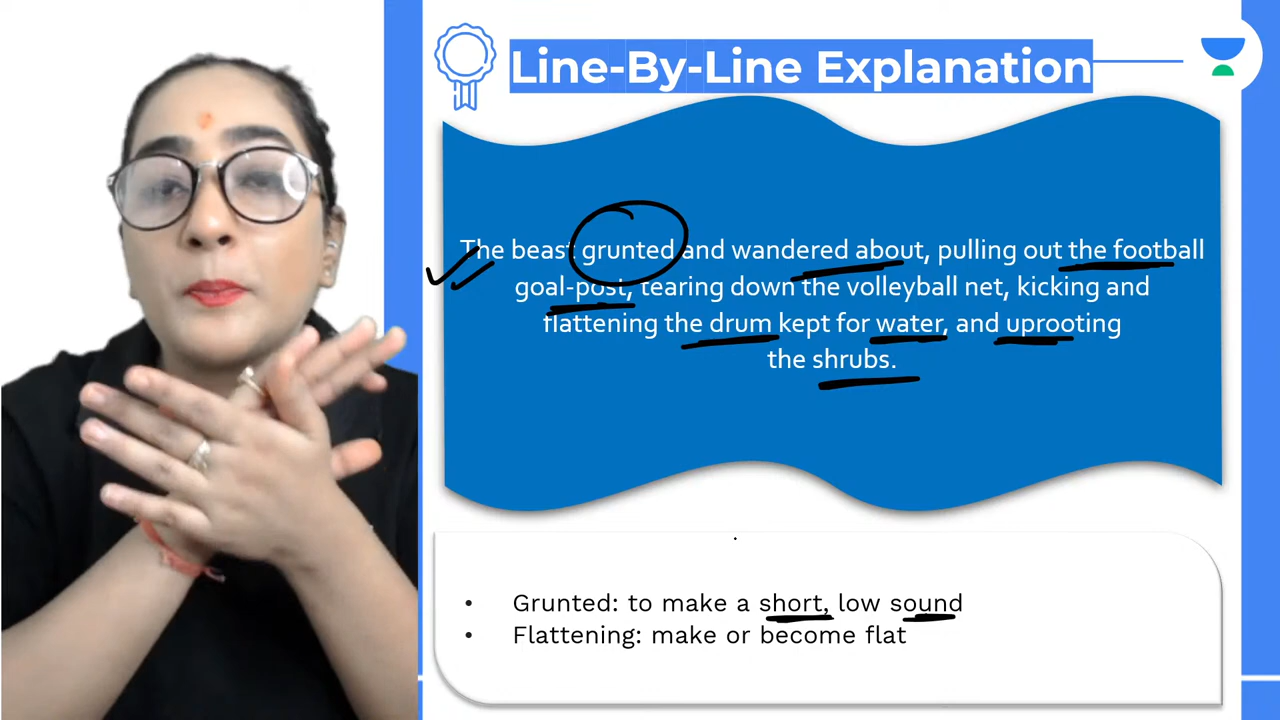 Line-By-Line Explanation
The beast grunted and wandered about, pulling out the football
goal-post, tearing down the volleyball net, kicking and
flattening the drum kept for water, and uprooting
the shrubs.
• Grunted: to make a short, low sound
• Flattening: make or become flat